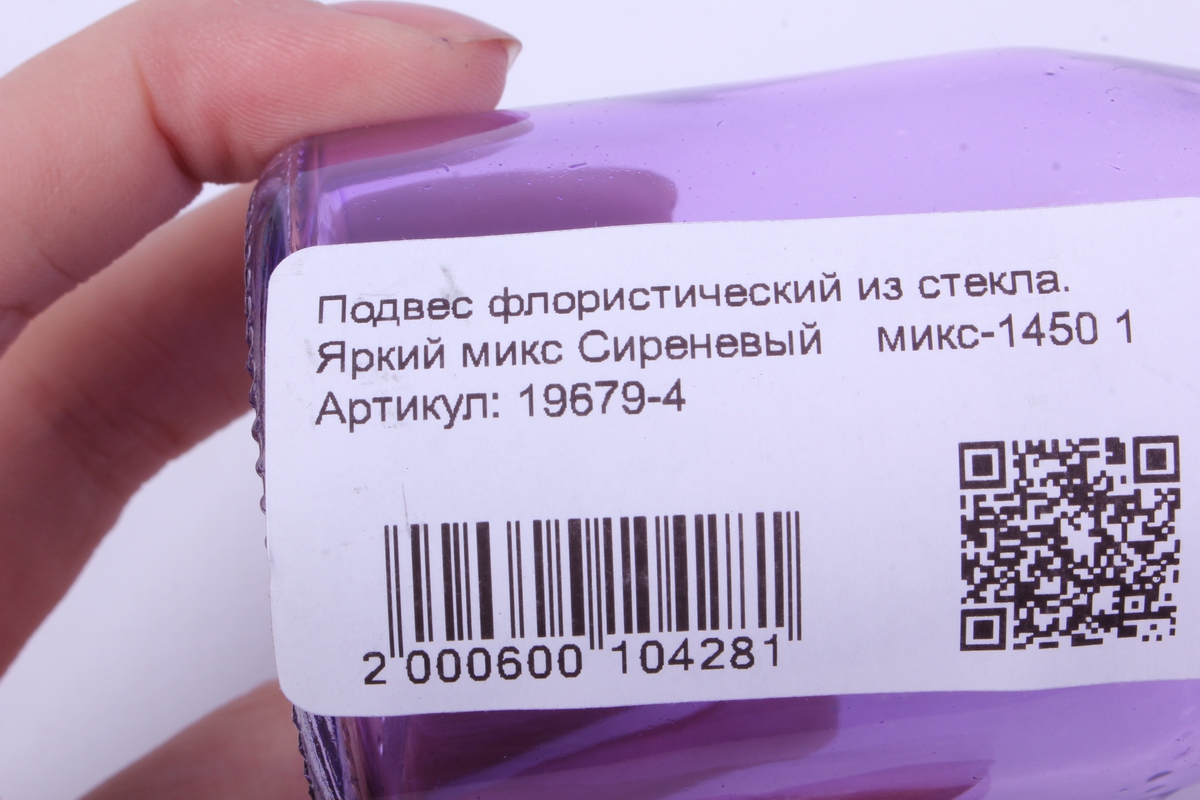 Подвес флористический из стекла.
Яркий микс Сиреневый микс-1450 1
Артикул: 19679-4
2 000600 104281